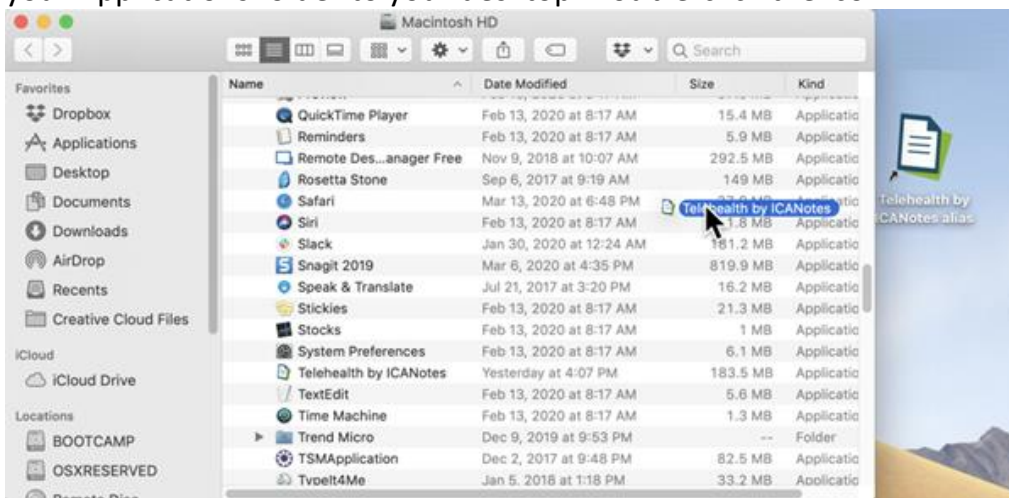 Macintosh HD
Search
Favorites
Dropbox
Applications
Desktop
Documents
Downloads
AirDrop
Recents
Creative Cloud Files
iCloud
iCloud Drive
Locations
BOOTCAMP
OSXRESERVED
Name Date Modified Size Kind
QuickTime Player Feb 13, 2020 at 8:17 AM 15.4 MB Applicatio
Reminders Feb 13, 2020 at 8:17 AM 5.9 MB Applicatio
Remote Des...anager Free Nov 9, 2018 at 10:07 AM 292.5 MB Applicatio
Rosetta Stone Sep 6, 2017 at 9:19 AM 149 MB Applicatio
Safari Mar 13, 2020 at 6:48 PM
Telehealth by ICANotes
Siri Feb 13, 2020 at 8:17 AM 1.8 MB Applicatio
Slack Jan 30, 2020 at 12:24 AM 181.2 MB Applicatio
Snagit 2019 Mar 6, 2020 at 4:35 PM 819.9 MB Applicatio
Speak & Translate Jul 21, 2017 at 3:20 PM 16.2 MB Applicatio
Stickies Feb 13, 2020 at 8:17 AM 21.3 MB Applicatio
Stocks Feb 13, 2020 at 8:17 AM 1 MB Applicatio
System Preferences Feb 13, 2020 at 8:17 AM 6.1 MB Applicatio
Telehealth by ICANotes Yesterday at 4:07 PM 183.5 MB Applicatio
TextEdit Feb 13, 2020 at 8:17 AM 5.6 MB Applicatio
Time Machine Feb 13, 2020 at 8:17 AM 1.3 MB Applicatio
Trend Micro Dec 9, 2019 at 9:53 PM -- Folder
TSMApplication Dec 2, 2017 at 9:48 PM 82.5 MB Applicatio
TypeIt4Me Jan 5, 2018 at 1:18 PM 33.2 MB Applicatio
Telehealth by
ICANotes alias